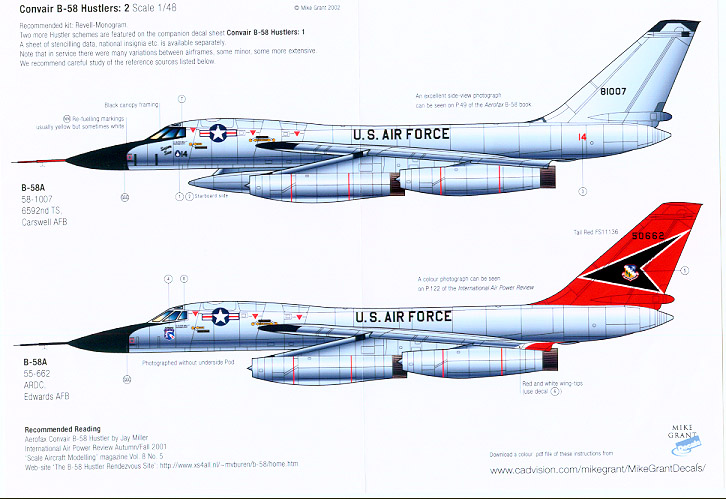 Convair B-58 Hustlers: 2 Scale 1/48
© Mike Grant 2002
Recommended kit: Revell-Monogram.
Two more Hustler schemes are featured on the companion decal sheet Convair B-58 Hustlers: 1
A sheet of stencilling data, national insignia etc. is available separately.
Note that in service there were many variations between airframes, some minor, some more extensive.
We recommend careful study of the reference sources listed below.
MIKE
GRANT
An excellent side-view photograph
can be seen on P.49 of the Aerofax B-58 book.
81007
Black canopy framing
Re-fuelling markings
usually yellow but sometimes white
U.S. AIR FORCE
14
14
B-58A
58-1007
6592nd TS,
Carswell AFB
Starboard side
Tail Red FS11136
50662
A colour photograph can be seen
on P.122 of the International Air Power Review
U.S. AIR FORCE
B-58A
55-662
ARDC,
Edwards AFB
Photographed without underside Pod
Red and white wing-tips
(use decal 6)
Recommended Reading
Aerofax Convair B-58 Hustler by Jay Miller
International Air Power Review Autumn/Fall 2001
'Scale Aircraft Modelling' magazine Vol. 8 No. 5
Web-site 'The B-58 Hustler Rendezvous Site': http://www.xs4all.nl/~mvburen/b-58/home.htm
MIKE
GRANT
Download a colour .pdf file of these instructions from:
www.cadvision.com/mikegrant/MikeGrantDecals/